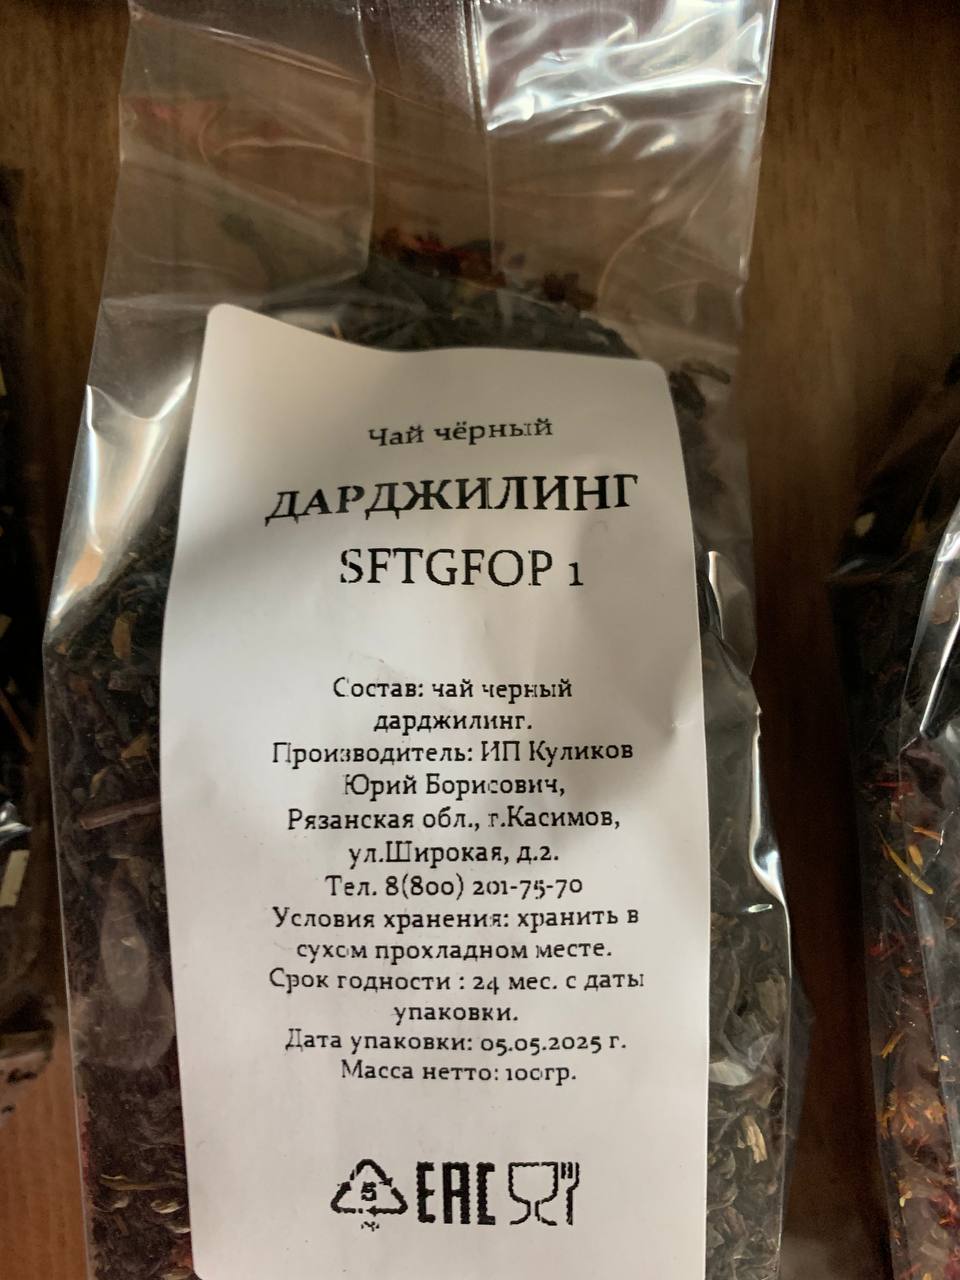 Чай чёрный
ДАРДЖИЛИНГ
SFTGFOP 1
Состав: чай черный
дарджилинг.
Производитель: ИП Куликов
Юрий Борисович,
Рязанская обл., г.Касимов,
ул.Широкая, д.2.
Тел. 8(800) 201-75-70
Условия хранения: хранить в
сухом прохладном месте.
Срок годности : 24 мес. с даты
упаковки.
Дата упаковки: 05.05.2025 г.
Масса нетто: 100гр.
5
EAC